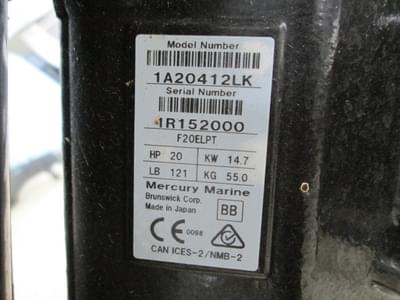 Model Number
1A20412LK
Serial Number
1R152000
F20ELPT
HP 20 KW 14.7
LB 121 KG 55.0
Mercury Marine
Brunswick Corp.
Made in Japan
BB
CE 0098
CAN ICES-2/NMB-2